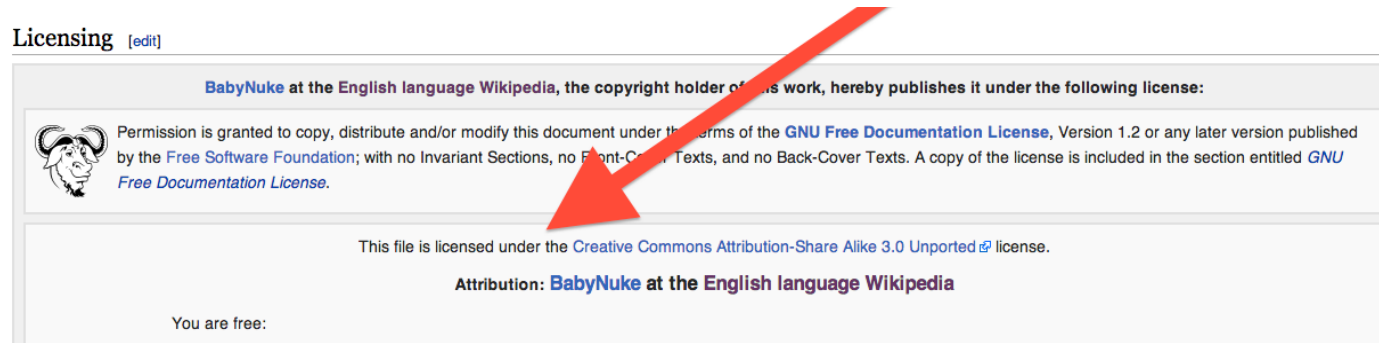 Licensing [edit]
BabyNuke at the English language Wikipedia, the copyright holder of this work, hereby publishes it under the following license:
Permission is granted to copy, distribute and/or modify this document under the terms of the GNU Free Documentation License, Version 1.2 or any later version published
by the Free Software Foundation; with no Invariant Sections, no Front-Cover Texts, and no Back-Cover Texts. A copy of the license is included in the section entitled GNU
Free Documentation License.
This file is licensed under the Creative Commons Attribution-Share Alike 3.0 Unported license.
Attribution: BabyNuke at the English language Wikipedia
You are free: